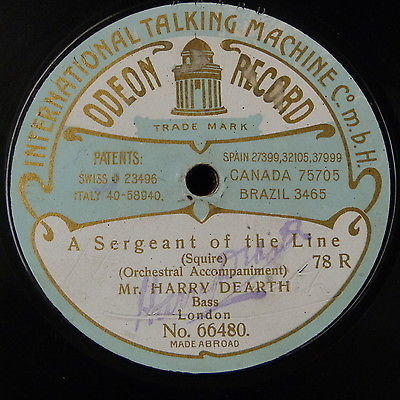 INTERNATIONAL TALKING MACHINE Co. m.b.H.
ODEON RECORD
TRADE MARK
PATENTS:
SWISS ✠ 23496
ITALY 40-58940.
SPAIN 27399,32105,37999
CANADA 75705
BRAZIL 3465
A Sergeant of the Line
(Squire)
(Orchestral Accompaniment)
78 R
Mr. HARRY DEARTH
Bass
London
No. 66480.
MADE ABROAD